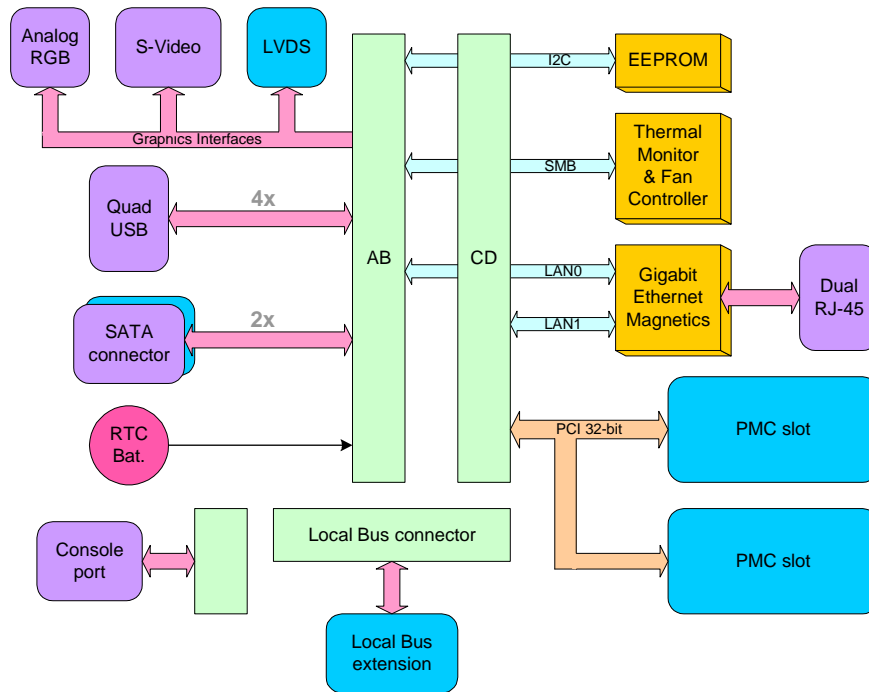 Analog
RGB
S-Video
LVDS
Graphics Interfaces
I2C
EEPROM
SMB
Thermal
Monitor
& Fan
Controller
Quad
USB
4x
AB
CD
LAN0
LAN1
Gigabit
Ethernet
Magnetics
Dual
RJ-45
SATA
connector
2x
RTC
Bat.
PCI 32-bit
PMC slot
Console
port
Local Bus connector
PMC slot
Local Bus
extension